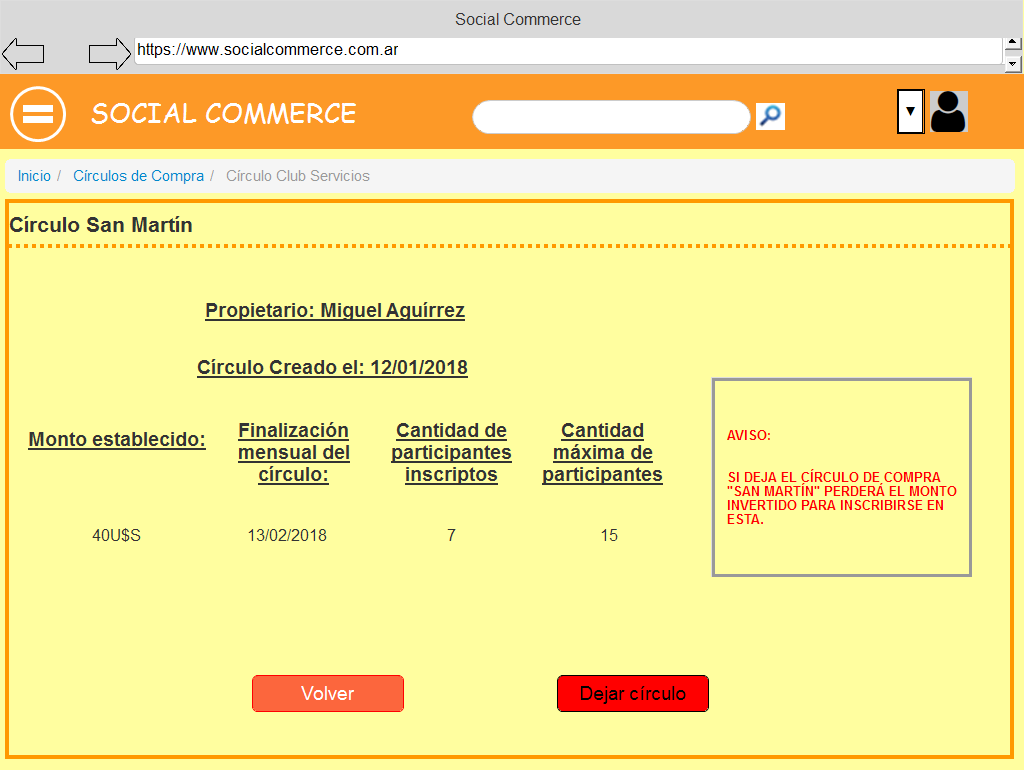 Social Commerce
https://www.socialcommerce.com.ar
SOCIAL COMMERCE
Inicio / Círculos de Compra / Círculo Club Servicios
Círculo San Martín
Propietario: Miguel Aguírrez
Círculo Creado el: 12/01/2018
Monto establecido:
Finalización
mensual del
círculo:
Cantidad de
participantes
inscriptos
Cantidad
máxima de
participantes
40U$S
13/02/2018
7
15
AVISO:
SI DEJA EL CÍRCULO DE COMPRA
"SAN MARTÍN" PERDERÁ EL MONTO
INVERTIDO PARA INSCRIBIRSE EN
ESTA.
Volver
Dejar círculo